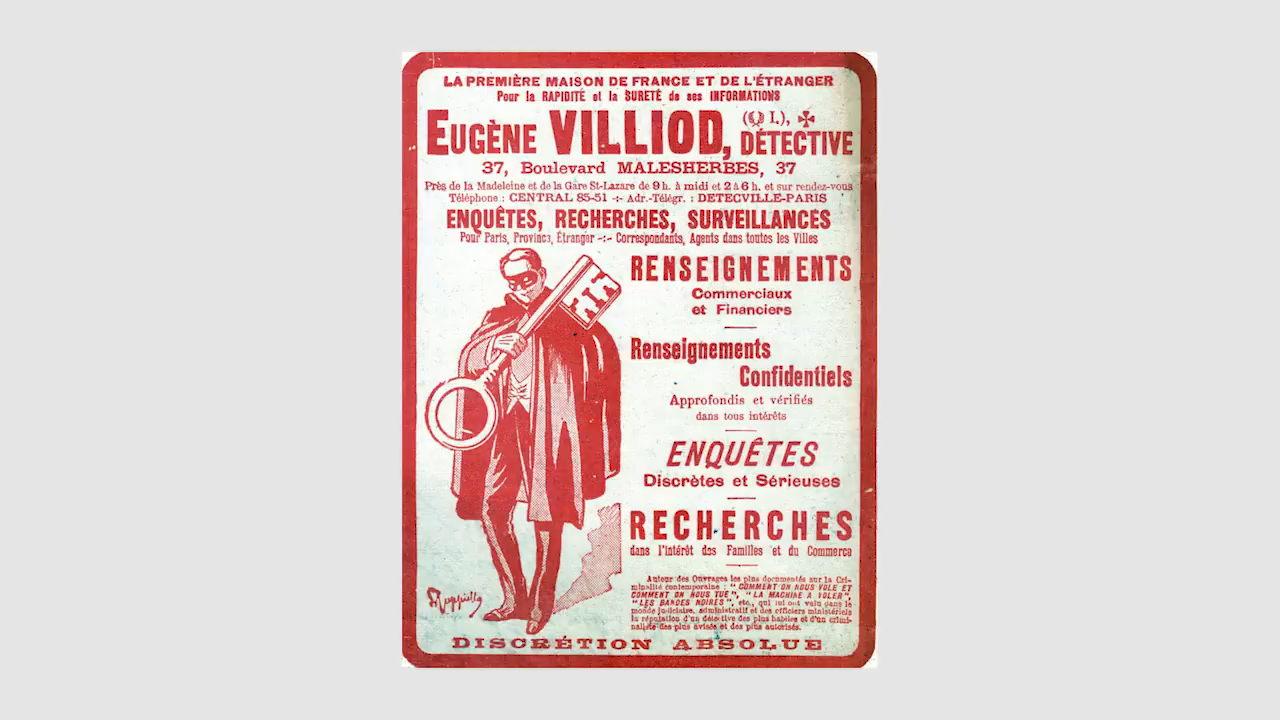 LA PREMIÈRE MAISON DE FRANCE ET DE L'ÉTRANGER
Pour la RAPIDITÉ et la SURETÉ de ses INFORMATIONS
EUGÈNE VILLIOD, (I.), DÉTECTIVE
37, Boulevard MALESHERBES, 37
Près de la Madeleine et de la Gare St-Lazare de 9 h. à midi et 2 à 6 h. et sur rendez-vous
Téléphone : CENTRAL 85-51 -:- Adr.-Télégr. : DETECVILLE-PARIS
ENQUÊTES, RECHERCHES, SURVEILLANCES
Pour Paris, Province, Étranger -:- Correspondants, Agents dans toutes les Villes
RENSEIGNEMENTS
Commerciaux
et Financiers
Renseignements
Confidentiels
Approfondis et vérifiés
dans tous intérêts
ENQUÊTES
Discrètes et Sérieuses
RECHERCHES
dans l'intérêt des Familles et du Commerce
Auteur des Ouvrages les plus documentés sur la Cri-
minalité contemporaine : "COMMENT ON NOUS VOLE ET
COMMENT ON NOUS TUE", "LA MACHINE A VOLER",
"LES BANDES NOIRES", etc., qui lui ont valu dans le
monde judiciaire, administratif et des officiers ministériels
la réputation d'un détective des plus habiles et d'un crimi-
naliste des plus avisés et des plus autorisés.
Cappiello
DISCRÉTION ABSOLUE